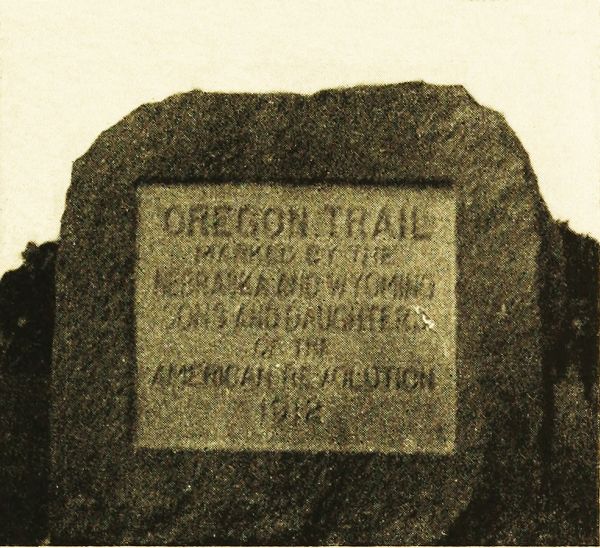 OREGON TRAIL
MARKED BY THE
NEBRASKA AND WYOMING
SONS AND DAUGHTERS
OF THE
AMERICAN REVOLUTION
1912